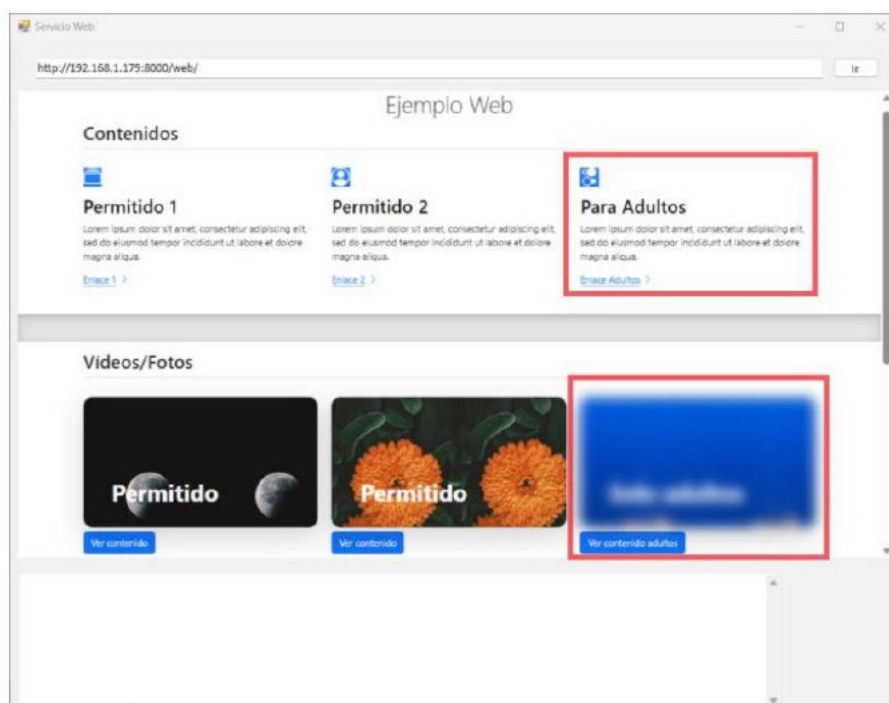 Servicio Web
http://192.168.1.179:8000/web/
Ir
Ejemplo Web
Contenidos
Permitido 1
Lorem ipsum dolor sit amet, consectetur adipiscing elit,
sed do eiusmod tempor incididunt ut labore et dolore
magna aliqua.
Enlace 1 >
Permitido 2
Lorem ipsum dolor sit amet, consectetur adipiscing elit,
sed do eiusmod tempor incididunt ut labore et dolore
magna aliqua.
Enlace 2 >
Para Adultos
Lorem ipsum dolor sit amet, consectetur adipiscing elit,
sed do eiusmod tempor incididunt ut labore et dolore
magna aliqua.
Enlace Adultos >
Vídeos/Fotos
Permitido
Ver contenido
Permitido
Ver contenido
Solo adultos
Ver contenido adultos